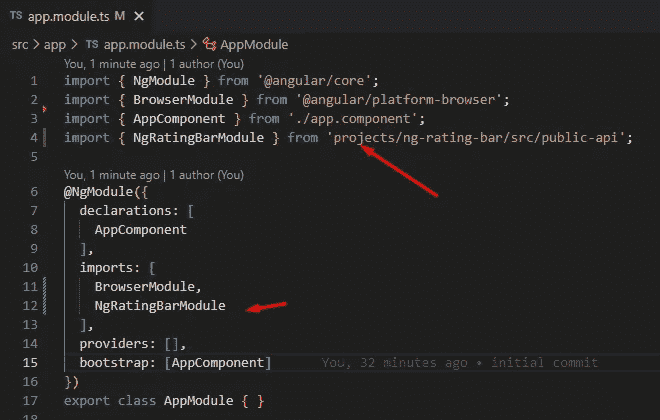 TS app.module.ts M ×
src > app > TS app.module.ts > AppModule
You, 1 minute ago | 1 author (You)
1 import { NgModule } from '@angular/core';
2 import { BrowserModule } from '@angular/platform-browser';
3 import { AppComponent } from './app.component';
4 import { NgRatingBarModule } from 'projects/ng-rating-bar/src/public-api';
5
You, 1 minute ago | 1 author (You)
6 @NgModule({
7 declarations: [
8 AppComponent
9 ],
10 imports: [
11 BrowserModule,
12 NgRatingBarModule
13 ],
14 providers: [],
15 bootstrap: [AppComponent] You, 32 minutes ago • initial commit
16 })
17 export class AppModule { }
18